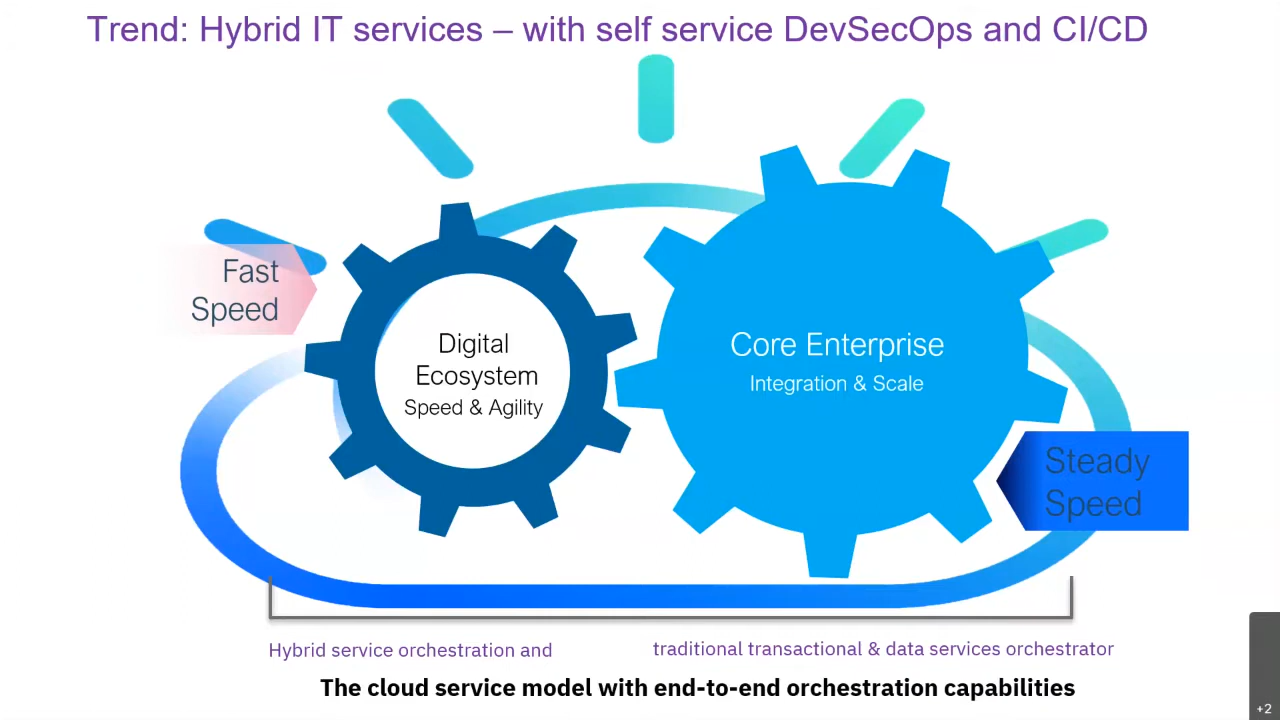 Trend: Hybrid IT services – with self service DevSecOps and CI/CD
Fast
Speed
Digital
Ecosystem
Speed & Agility
Core Enterprise
Integration & Scale
Steady
Speed
Hybrid service orchestration and
traditional transactional & data services orchestrator
The cloud service model with end-to-end orchestration capabilities
+2